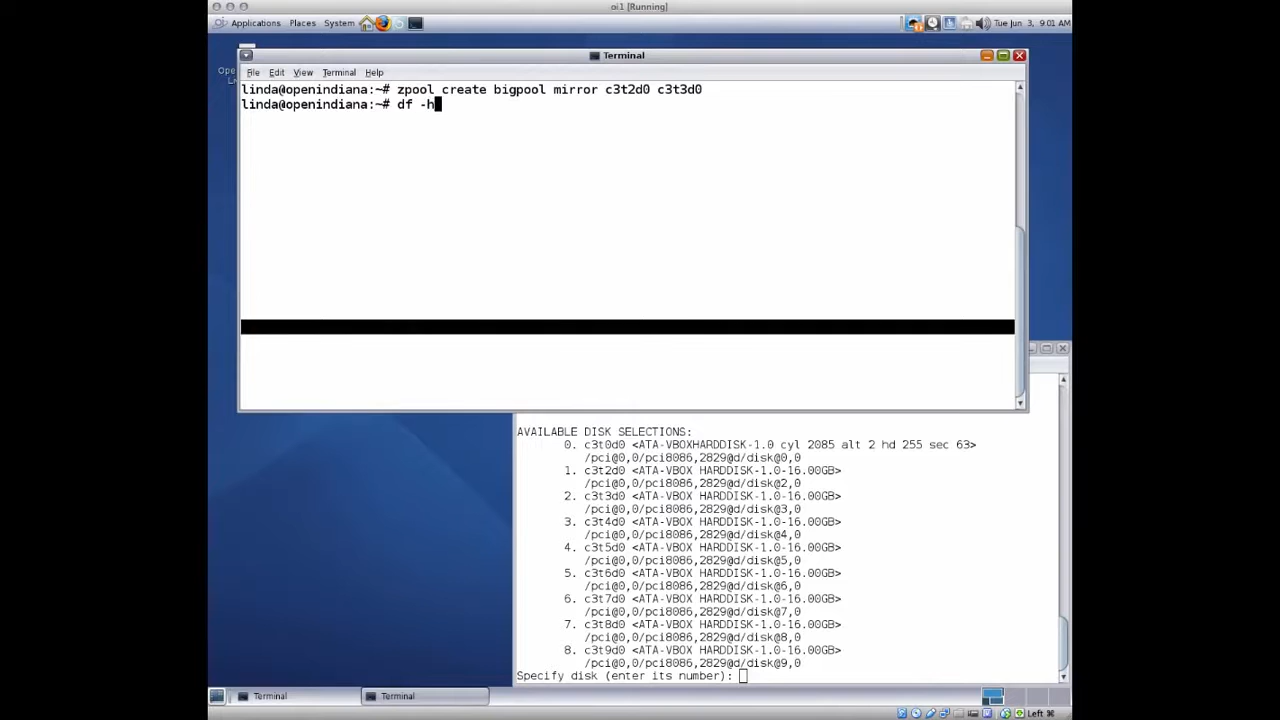 oi1 [Running]
Applications Places System
Tue Jun 3, 9:01 AM
Terminal
File Edit View Terminal Help
linda@openindiana:~# zpool create bigpool mirror c3t2d0 c3t3d0
linda@openindiana:~# df -h
Ope
Li
AVAILABLE DISK SELECTIONS:
0. c3t0d0 <ATA-VBOXHARDDISK-1.0 cyl 2085 alt 2 hd 255 sec 63>
/pci@0,0/pci8086,2829@d/disk@0,0
1. c3t2d0 <ATA-VBOX HARDDISK-1.0-16.00GB>
/pci@0,0/pci8086,2829@d/disk@2,0
2. c3t3d0 <ATA-VBOX HARDDISK-1.0-16.00GB>
/pci@0,0/pci8086,2829@d/disk@3,0
3. c3t4d0 <ATA-VBOX HARDDISK-1.0-16.00GB>
/pci@0,0/pci8086,2829@d/disk@4,0
4. c3t5d0 <ATA-VBOX HARDDISK-1.0-16.00GB>
/pci@0,0/pci8086,2829@d/disk@5,0
5. c3t6d0 <ATA-VBOX HARDDISK-1.0-16.00GB>
/pci@0,0/pci8086,2829@d/disk@6,0
6. c3t7d0 <ATA-VBOX HARDDISK-1.0-16.00GB>
/pci@0,0/pci8086,2829@d/disk@7,0
7. c3t8d0 <ATA-VBOX HARDDISK-1.0-16.00GB>
/pci@0,0/pci8086,2829@d/disk@8,0
8. c3t9d0 <ATA-VBOX HARDDISK-1.0-16.00GB>
/pci@0,0/pci8086,2829@d/disk@9,0
Specify disk (enter its number):
Terminal Terminal
Left ⌘